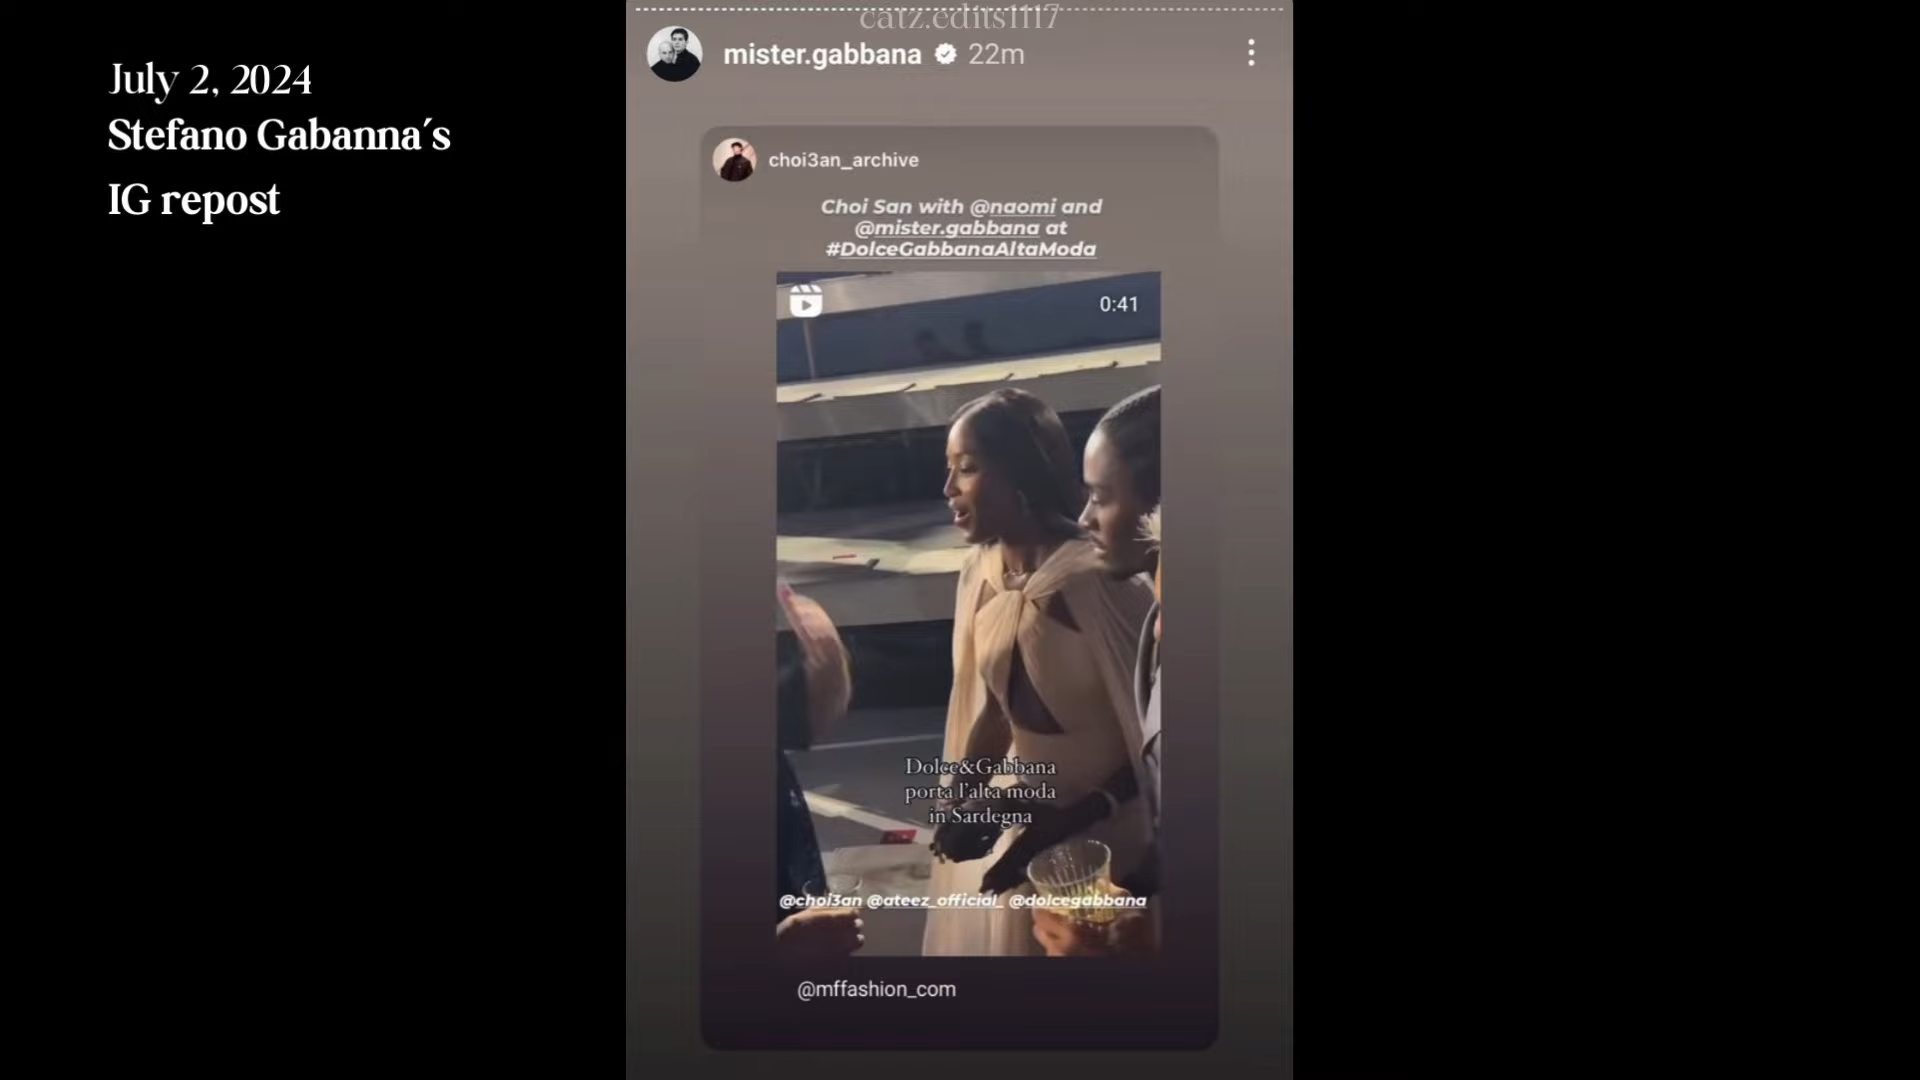 July 2, 2024
Stefano Gabanna´s
IG repost
catz.edits1117
mister.gabbana 22m
choi3an_archive
Choi San with @naomi and
@mister.gabbana at
#DolceGabbanaAltaModa
0:41
Dolce&Gabbana
porta l'alta moda
in Sardegna
@choi3an @ateez_official_ @dolcegabbana
@mffashion_com